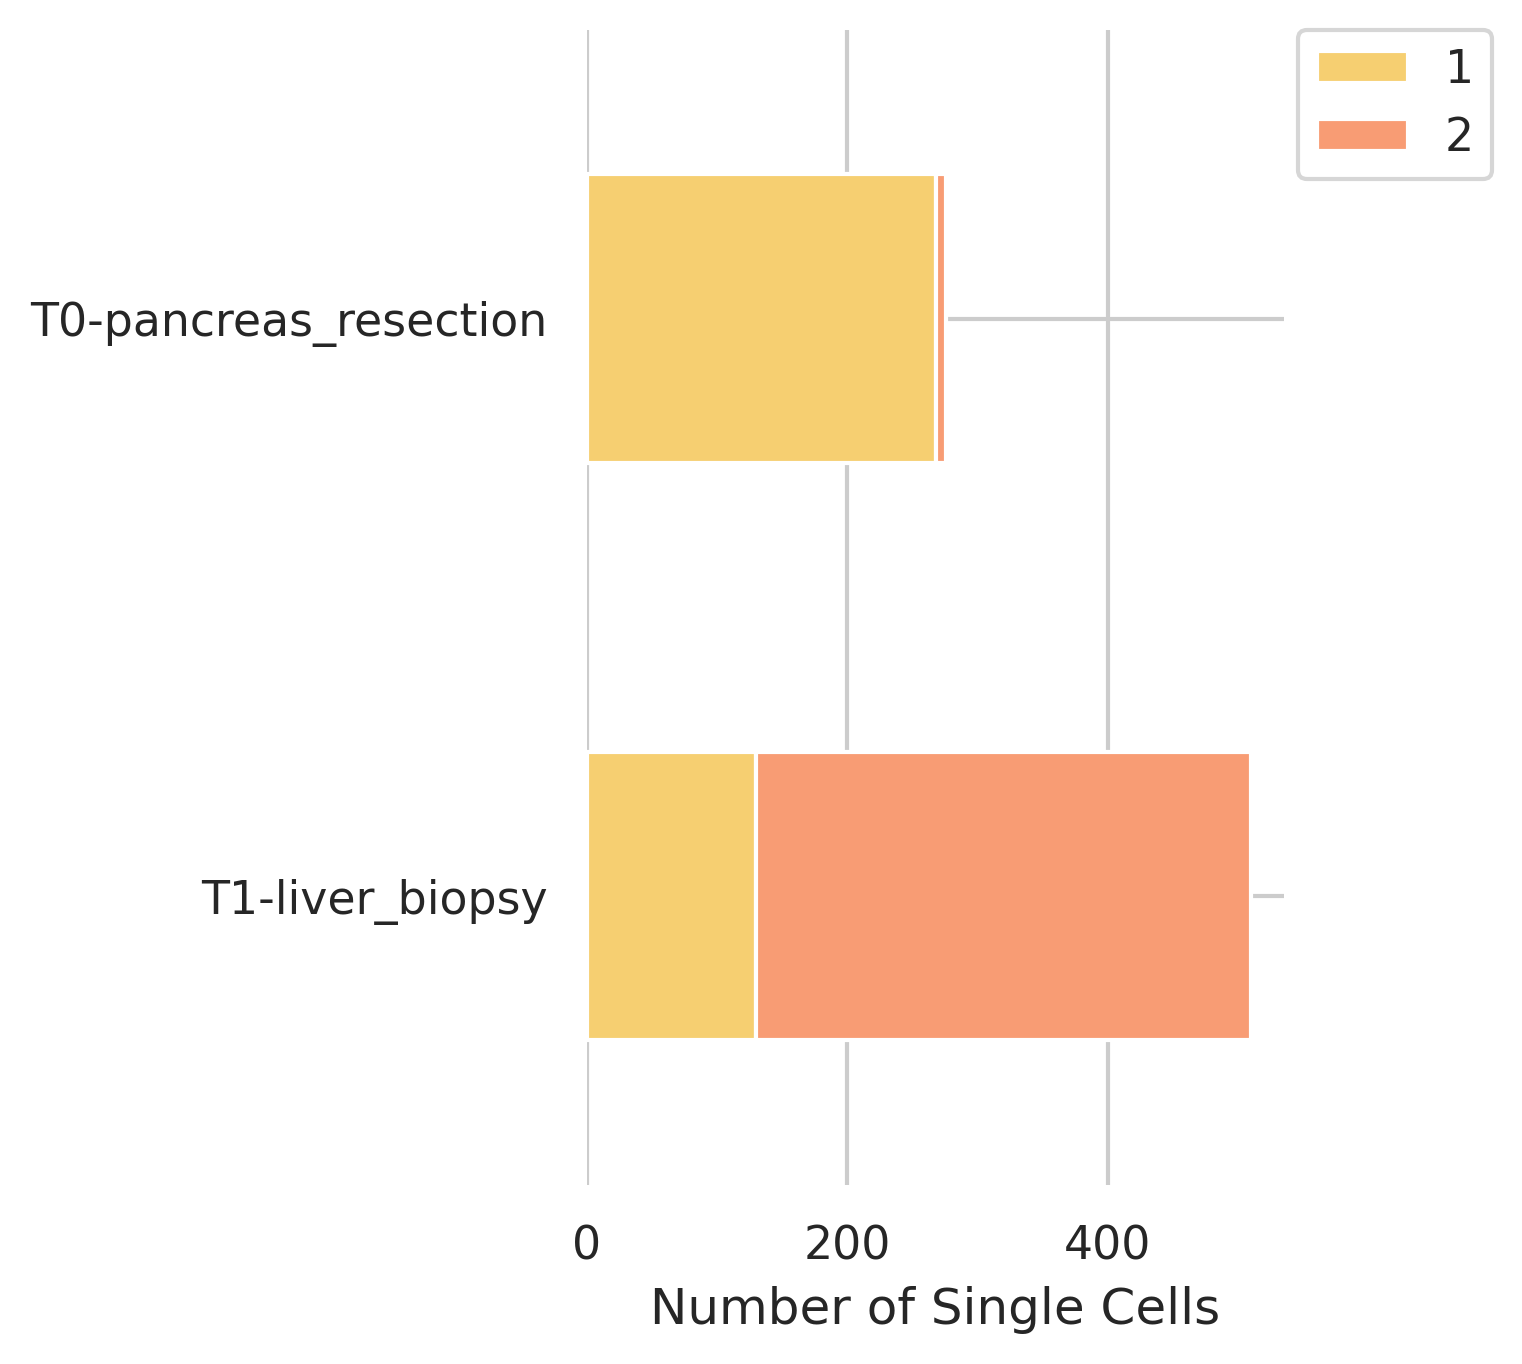 1
2
T0-pancreas_resection
T1-liver_biopsy
0 200 400
Number of Single Cells